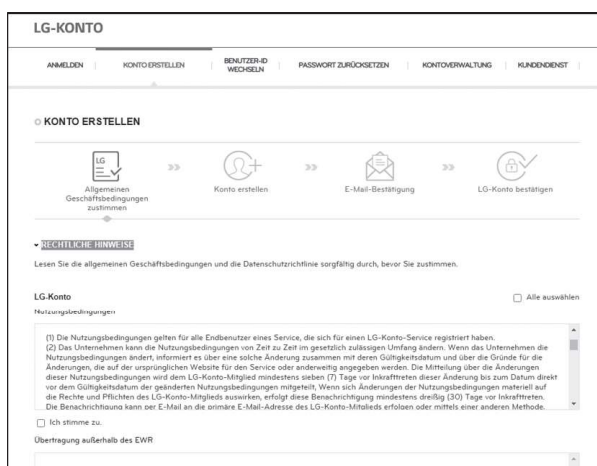 LG-KONTO
ANMELDEN
KONTO ERSTELLEN
BENUTZER-ID
WECHSELN
PASSWORT ZURÜCKSETZEN
KONTOVERWALTUNG
KUNDENDIENST
KONTO ERSTELLEN
LG
Allgemeinen
Geschäftsbedingungen
zustimmen
Konto erstellen
E-Mail-Bestätigung
LG-Konto bestätigen
RECHTLICHE HINWEISE
Lesen Sie die allgemeinen Geschäftsbedingungen und die Datenschutzrichtlinie sorgfältig durch, bevor Sie zustimmen.
LG-Konto
Alle auswählen
Nutzungsbedingungen
(1) Die Nutzungsbedingungen gelten für alle Endbenutzer eines Service, die sich für einen LG-Konto-Service registriert haben.
(2) Das Unternehmen kann die Nutzungsbedingungen von Zeit zu Zeit im gesetzlich zulässigen Umfang ändern. Wenn das Unternehmen die
Nutzungsbedingungen ändert, informiert es über eine solche Änderung zusammen mit deren Gültigkeitsdatum und über die Gründe für die
Änderungen, die auf der ursprünglichen Website für den Service oder anderweitig angegeben werden. Die Mitteilung über die Änderungen
dieser Nutzungsbedingungen wird dem LG-Konto-Mitglied mindestens sieben (7) Tage vor Inkrafttreten dieser Änderung bis zum Datum direkt
vor dem Gültigkeitsdatum der geänderten Nutzungsbedingungen mitgeteilt, Wenn sich Änderungen der Nutzungsbedingungen materiell auf
die Rechte und Pflichten des LG-Konto-Mitglieds auswirken, erfolgt diese Benachrichtigung mindestens dreißig (30) Tage vor Inkrafttreten.
Die Benachrichtigung kann per E-Mail an die primäre E-Mail-Adresse des LG-Konto-Mitglieds erfolgen oder mittels einer anderen Methode.
Ich stimme zu.
Übertragung außerhalb des EWR